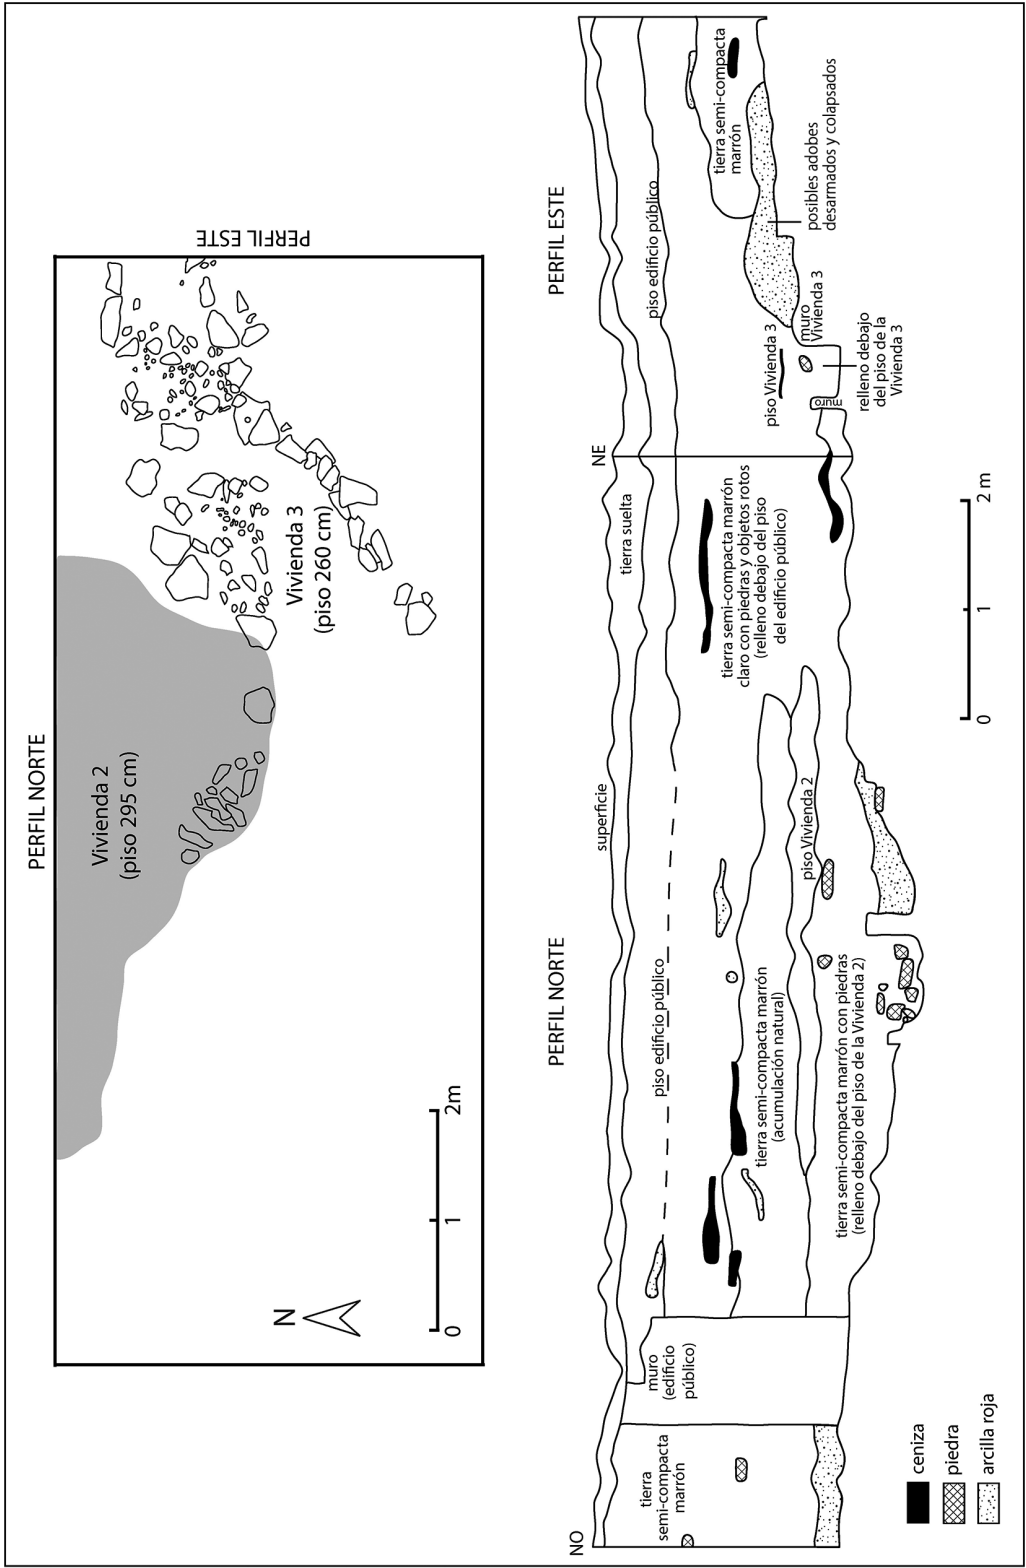 PERFIL NORTE
PERFIL ESTE
Vivienda 2
(piso 295 cm)
Vivienda 3
(piso 260 cm)
N
0
1
2m
PERFIL NORTE
PERFIL ESTE
NO
NE
superficie
tierra suelta
tierra
semi-compacta
marrón
muro
(edificio
público)
piso edificio público
tierra semi-compacta marrón
(acumulación natural)
piso Vivienda 2
tierra semi-compacta marrón con piedras
(relleno debajo del piso de la Vivienda 2)
tierra semi-compacta marrón
claro con piedras y objetos rotos
(relleno debajo del piso
del edificio público)
piso edificio público
tierra semi-compacta
marrón
piso Vivienda 3
muro
muro
Vivienda 3
relleno debajo
del piso de la
Vivienda 3
posibles adobes
desarmados y colapsados
0
1
2 m
ceniza
piedra
arcilla roja